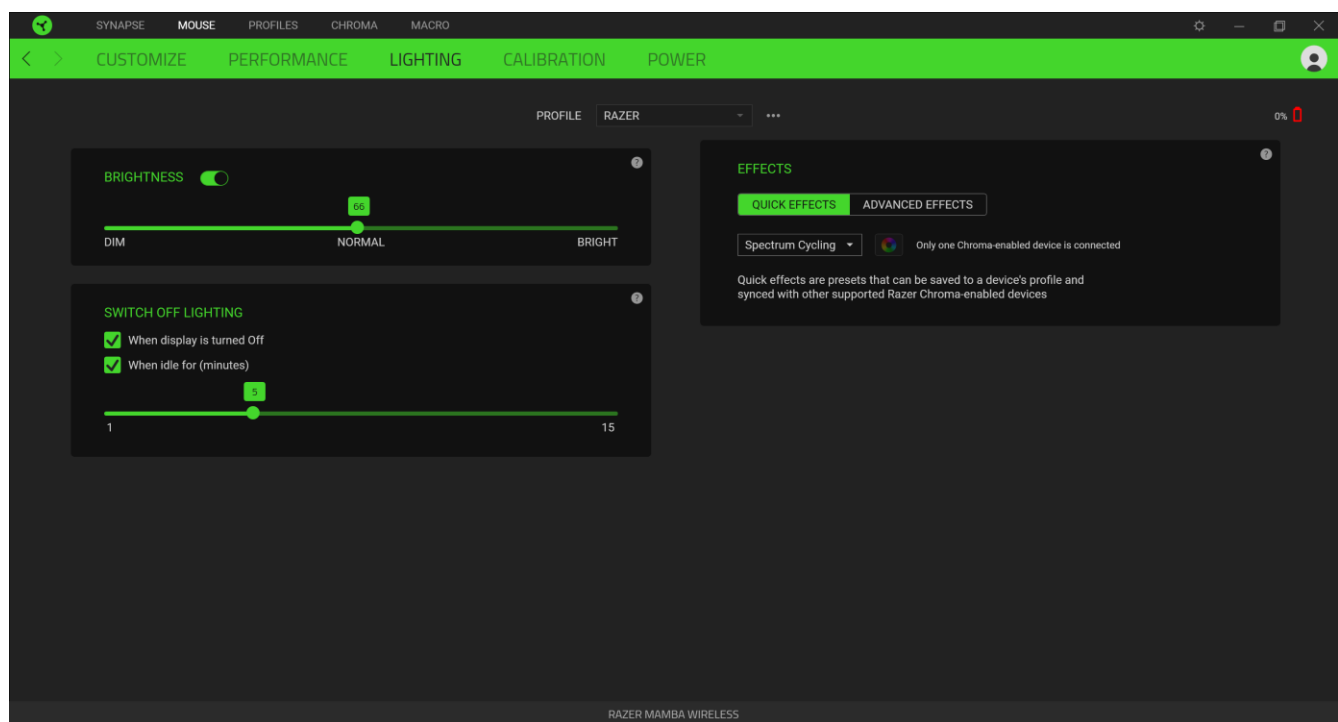 SYNAPSE MOUSE PROFILES CHROMA MACRO
CUSTOMIZE PERFORMANCE LIGHTING CALIBRATION POWER
PROFILE RAZER
0%
BRIGHTNESS
66
DIM NORMAL BRIGHT
SWITCH OFF LIGHTING
When display is turned Off
When idle for (minutes)
5
1 15
EFFECTS
QUICK EFFECTS ADVANCED EFFECTS
Spectrum Cycling Only one Chroma-enabled device is connected
Quick effects are presets that can be saved to a device's profile and
synced with other supported Razer Chroma-enabled devices
RAZER MAMBA WIRELESS